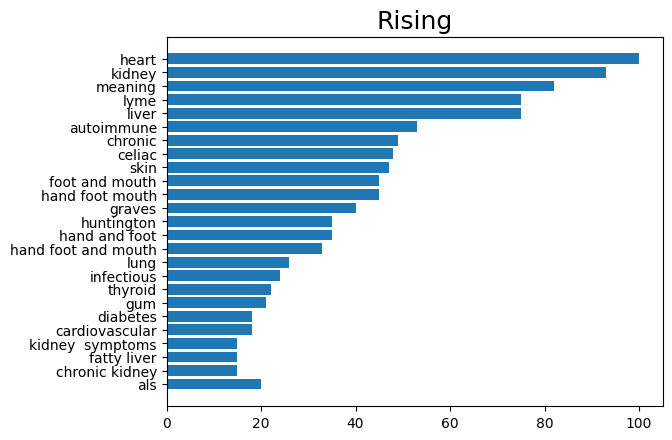 Rising
heart
kidney
meaning
lyme
liver
autoimmune
chronic
celiac
skin
foot and mouth
hand foot mouth
graves
huntington
hand and foot
hand foot and mouth
lung
infectious
thyroid
gum
diabetes
cardiovascular
kidney  symptoms
fatty liver
chronic kidney
als
0 20 40 60 80 100